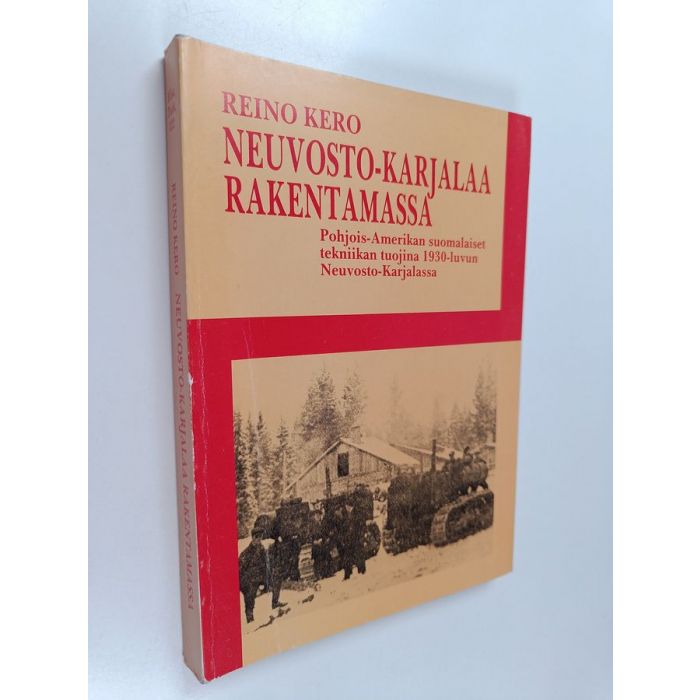 REINO KERO
NEUVOSTO-KARJALAA
RAKENTAMASSA
Pohjois-Amerikan suomalaiset
tekniikan tuojina 1930-luvun
Neuvosto-Karjalassa
REINO KERO NEUVOSTO-KARJALAA RAKENTAMASSA